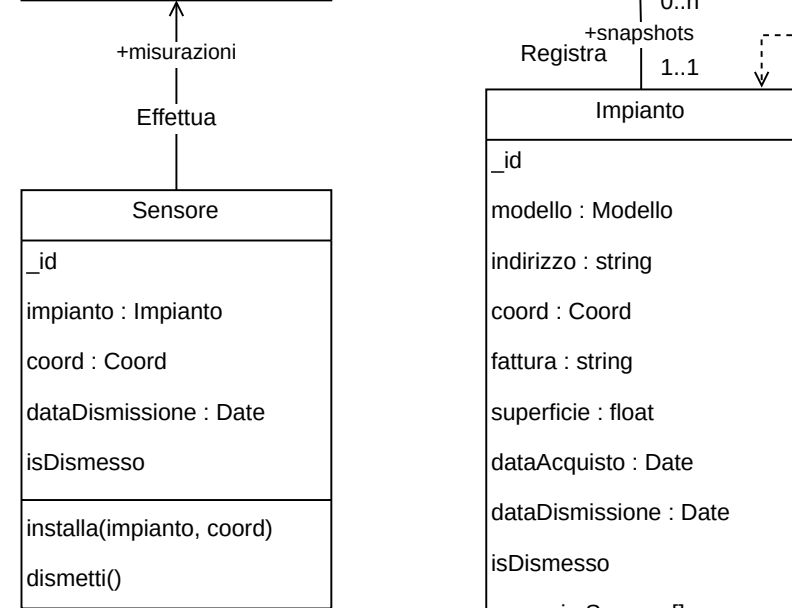 +misurazioni
Effettua
Sensore
_id
impianto : Impianto
coord : Coord
dataDismissione : Date
isDismesso
installa(impianto, coord)
dismetti()
+snapshots
Registra
1..1
Impianto
_id
modello : Modello
indirizzo : string
coord : Coord
fattura : string
superficie : float
dataAcquisto : Date
dataDismissione : Date
isDismesso